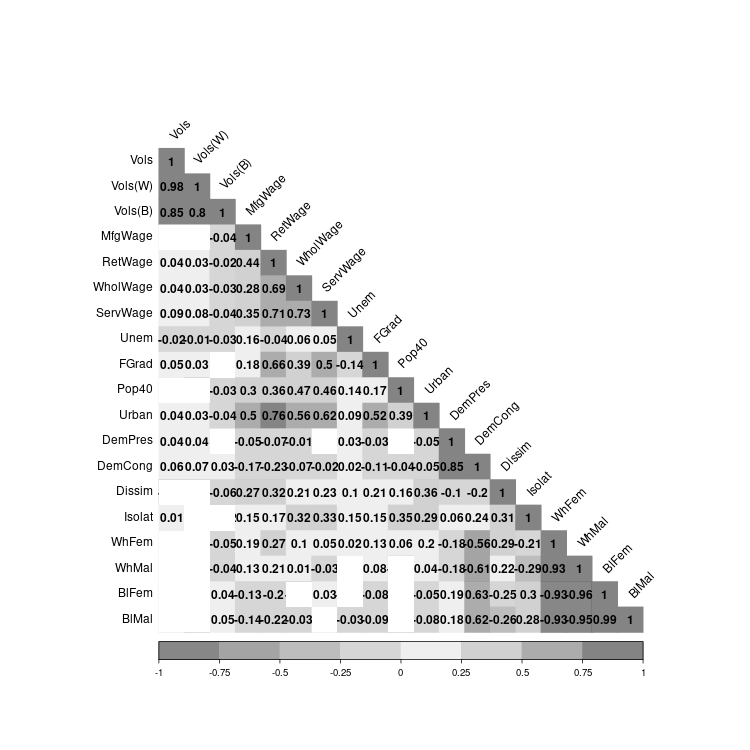 Vols
Vols 1 Vols(W)
Vols(W) 0.98 1 Vols(B)
Vols(B) 0.85 0.8 1 MfgWage
MfgWage -0.04 1 RetWage
RetWage 0.04 0.03 -0.02 0.44 1 WholWage
WholWage 0.04 0.03 -0.03 0.28 0.69 1 ServWage
ServWage 0.09 0.08 -0.04 0.35 0.71 0.73 1 Unem
Unem -0.02 -0.01 -0.03 0.16 -0.04 0.06 0.05 1 FGrad
FGrad 0.05 0.03 0.18 0.66 0.39 0.5 -0.14 1 Pop40
Pop40 -0.03 0.3 0.36 0.47 0.46 0.14 0.17 1 Urban
Urban 0.04 0.03 -0.04 0.5 0.76 0.56 0.62 0.09 0.52 0.39 1 DemPres
DemPres 0.04 0.04 -0.05 -0.07 -0.01 0.03 -0.03 -0.05 1 DemCong
DemCong 0.06 0.07 0.03 -0.17 -0.23 -0.07 -0.02 0.02 -0.11 -0.04 0.05 0.85 1 Dissim
Dissim -0.06 0.27 0.32 0.21 0.23 0.1 0.21 0.16 0.36 -0.1 -0.2 1 Isolat
Isolat 0.01 0.15 0.17 0.32 0.33 0.15 0.15 0.35 0.29 0.06 0.24 0.31 1 WhFem
WhFem -0.05 0.19 0.27 0.1 0.05 0.02 0.13 0.06 0.2 -0.18 -0.56 0.29 -0.21 1 WhMal
WhMal -0.04 0.13 0.21 0.01 -0.03 0.08 0.04 -0.18 -0.61 0.22 -0.29 0.93 1 BlFem
BlFem 0.04 -0.13 -0.2 0.03 -0.08 -0.05 0.19 0.63 -0.25 0.3 -0.93 -0.96 1 BlMal
BlMal 0.05 -0.14 -0.22 -0.03 -0.03 -0.09 -0.08 0.18 0.62 -0.26 0.28 -0.93 -0.95 0.99 1
-1 -0.75 -0.5 -0.25 0 0.25 0.5 0.75 1